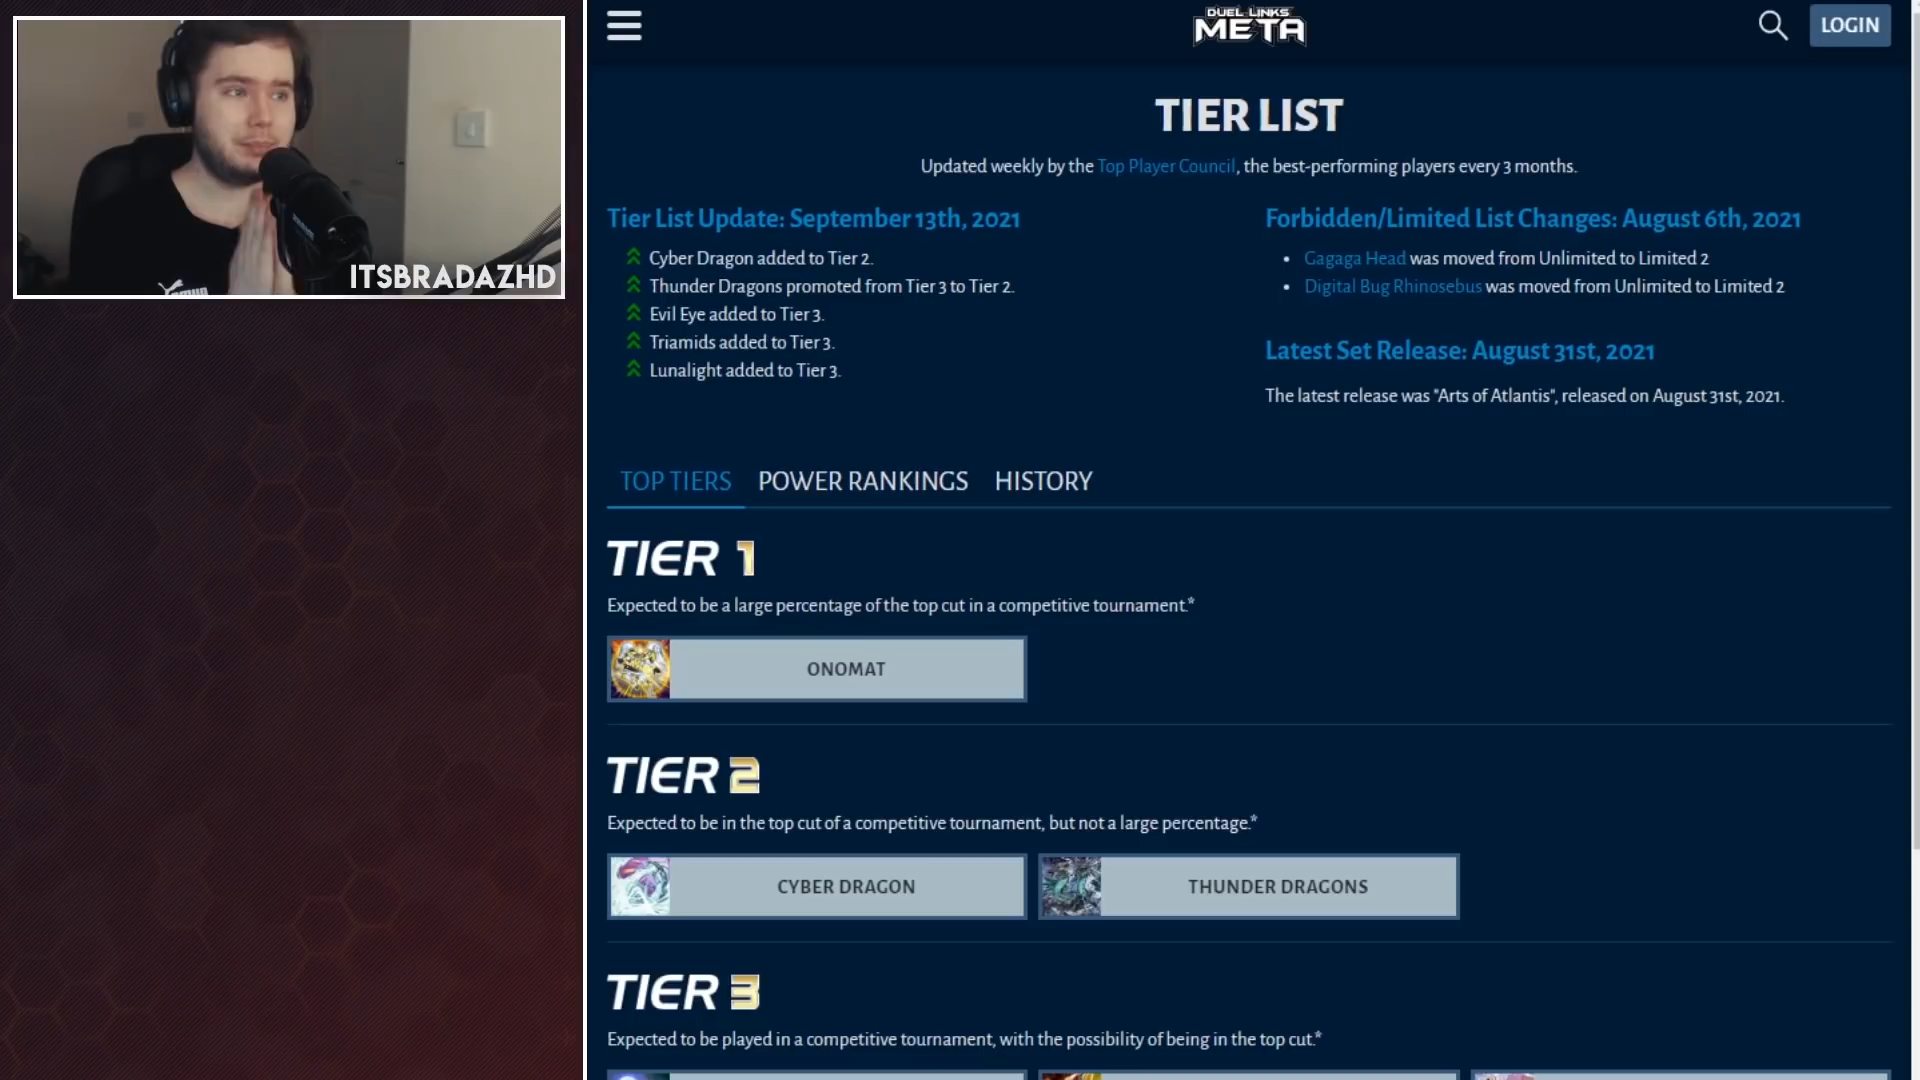 ITSBRADAZHD
DUEL LINKS
META
LOGIN
TIER LIST
Updated weekly by the Top Player Council, the best-performing players every 3 months.
Tier List Update: September 13th, 2021
Cyber Dragon added to Tier 2.
Thunder Dragons promoted from Tier 3 to Tier 2.
Evil Eye added to Tier 3.
Triamids added to Tier 3.
Lunalight added to Tier 3.
Forbidden/Limited List Changes: August 6th, 2021
• Gagaga Head was moved from Unlimited to Limited 2
• Digital Bug Rhinosebus was moved from Unlimited to Limited 2
Latest Set Release: August 31st, 2021
The latest release was "Arts of Atlantis", released on August 31st, 2021.
TOP TIERS POWER RANKINGS HISTORY
TIER 1
Expected to be a large percentage of the top cut in a competitive tournament.*
ONOMAT
TIER 2
Expected to be in the top cut of a competitive tournament, but not a large percentage.*
CYBER DRAGON THUNDER DRAGONS
TIER 3
Expected to be played in a competitive tournament, with the possibility of being in the top cut.*